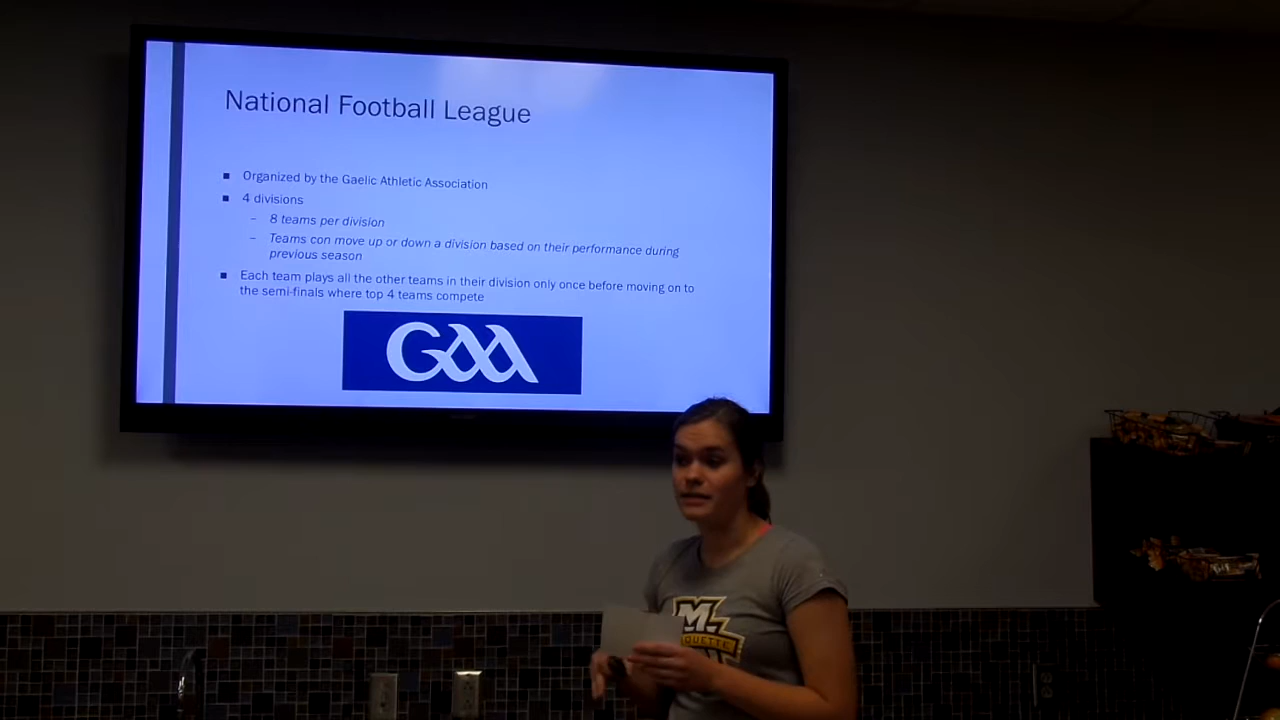 National Football League
■ Organized by the Gaelic Athletic Association
■ 4 divisions
– 8 teams per division
– Teams can move up or down a division based on their performance during
previous season
■ Each team plays all the other teams in their division only once before moving on to
the semi-finals where top 4 teams compete
GAA
M
QUETTE